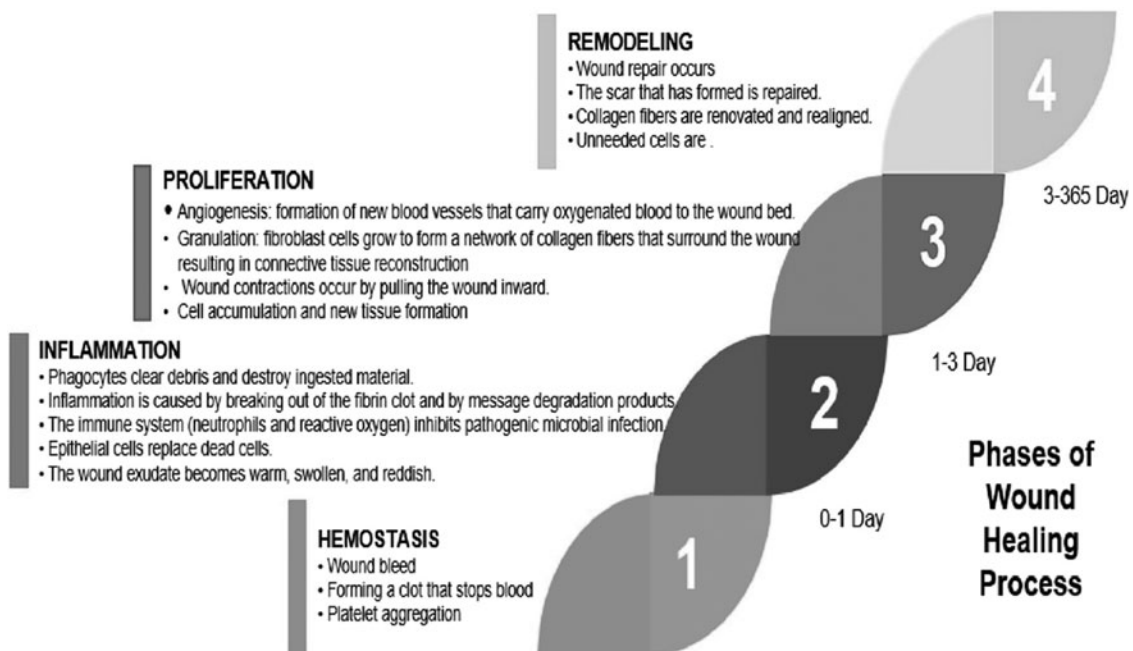 REMODELING
• Wound repair occurs
• The scar that has formed is repaired.
• Collagen fibers are renovated and realigned.
• Unneeded cells are .
4
3-365 Day
PROLIFERATION
• Angiogenesis: formation of new blood vessels that carry oxygenated blood to the wound bed.
• Granulation: fibroblast cells grow to form a network of collagen fibers that surround the wound
resulting in connective tissue reconstruction
• Wound contractions occur by pulling the wound inward.
• Cell accumulation and new tissue formation
3
1-3 Day
INFLAMMATION
• Phagocytes clear debris and destroy ingested material.
• Inflammation is caused by breaking out of the fibrin clot and by message degradation products.
• The immune system (neutrophils and reactive oxygen) inhibits pathogenic microbial infection.
• Epithelial cells replace dead cells.
• The wound exudate becomes warm, swollen, and reddish.
2
0-1 Day
HEMOSTASIS
• Wound bleed
• Forming a clot that stops blood
• Platelet aggregation
1
Phases of
Wound
Healing
Process